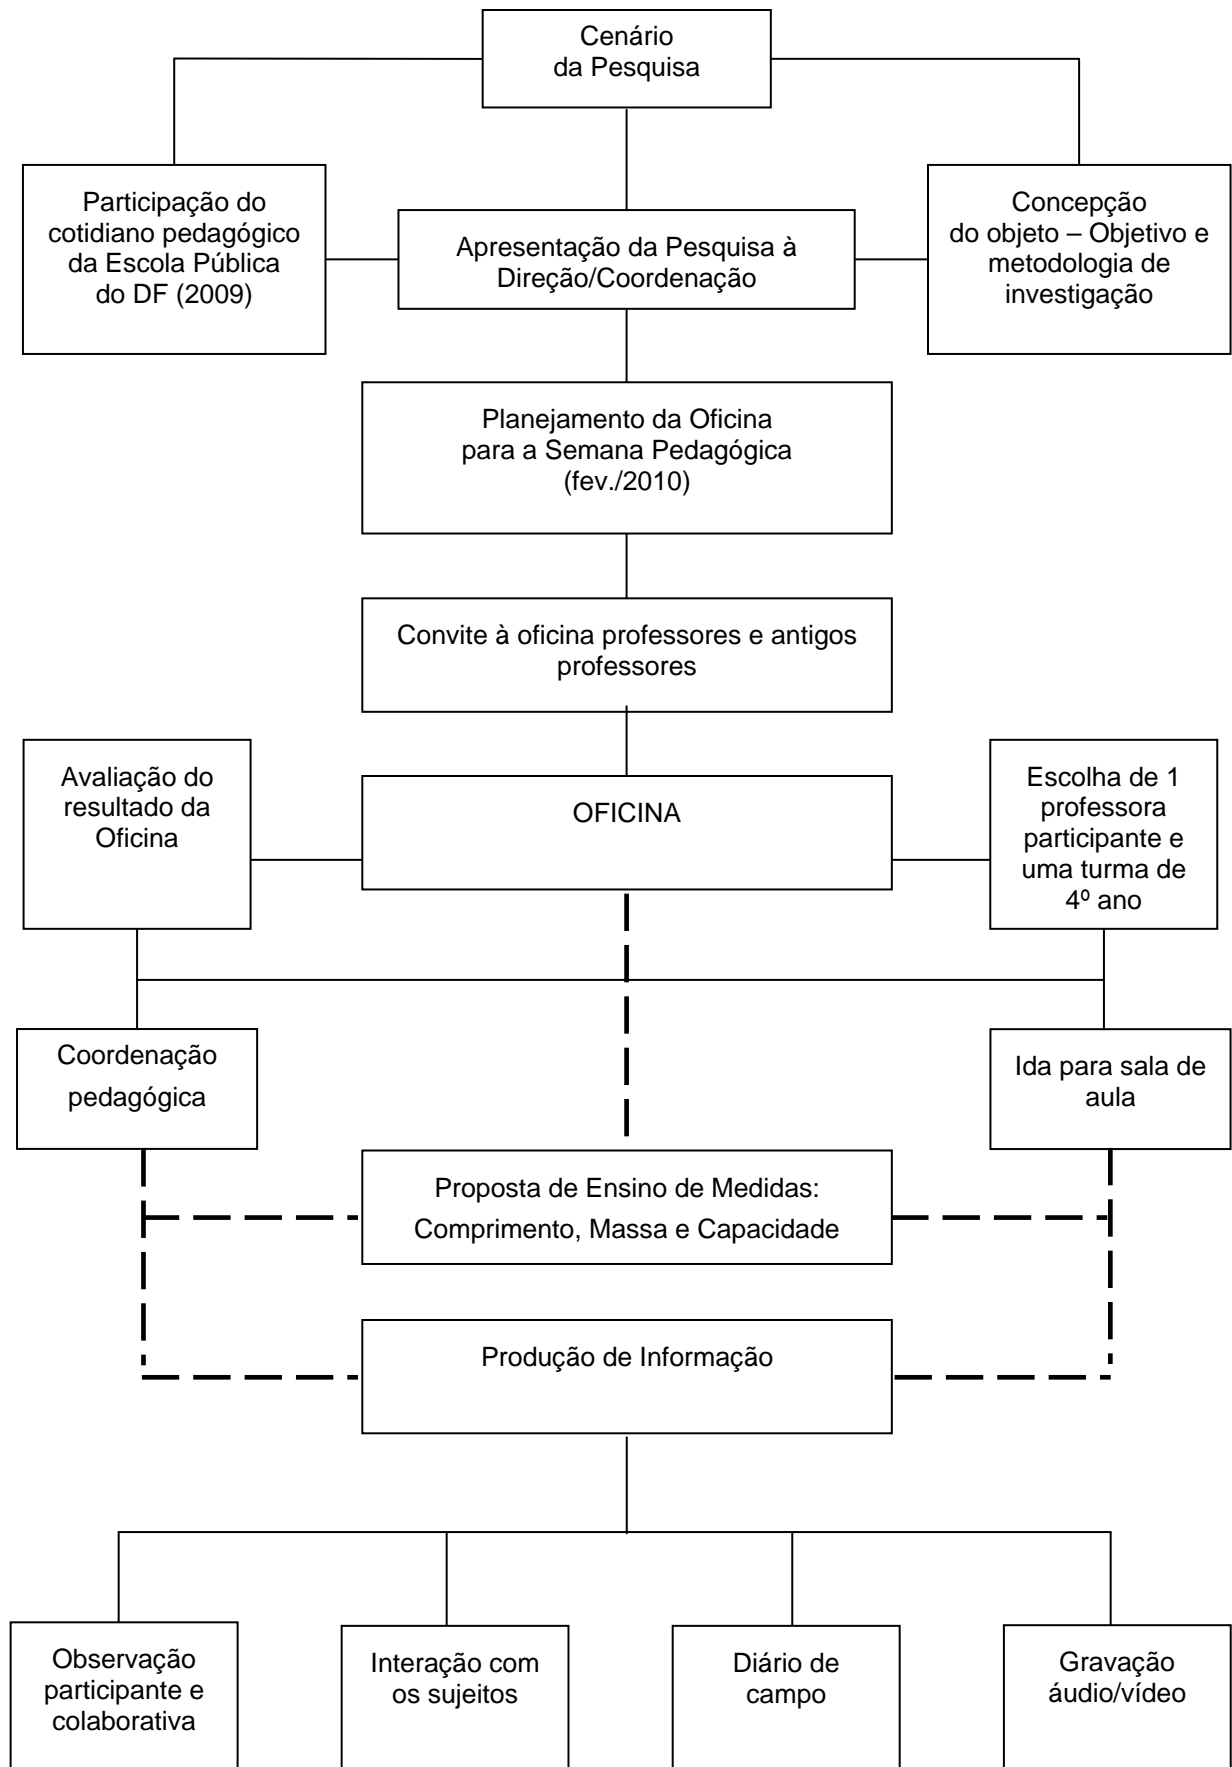 Cenário
da Pesquisa
Participação do
cotidiano pedagógico
da Escola Pública
do DF (2009)
Apresentação da Pesquisa à
Direção/Coordenação
Concepção
do objeto – Objetivo e
metodologia de
investigação
Planejamento da Oficina
para a Semana Pedagógica
(fev./2010)
Convite à oficina professores e antigos
professores
Avaliação do
resultado da
Oficina
OFICINA
Escolha de 1
professora
participante e
uma turma de
4º ano
Coordenação
pedagógica
Ida para sala de
aula
Proposta de Ensino de Medidas:
Comprimento, Massa e Capacidade
Produção de Informação
Observação
participante e
colaborativa
Interação com
os sujeitos
Diário de
campo
Gravação
áudio/vídeo